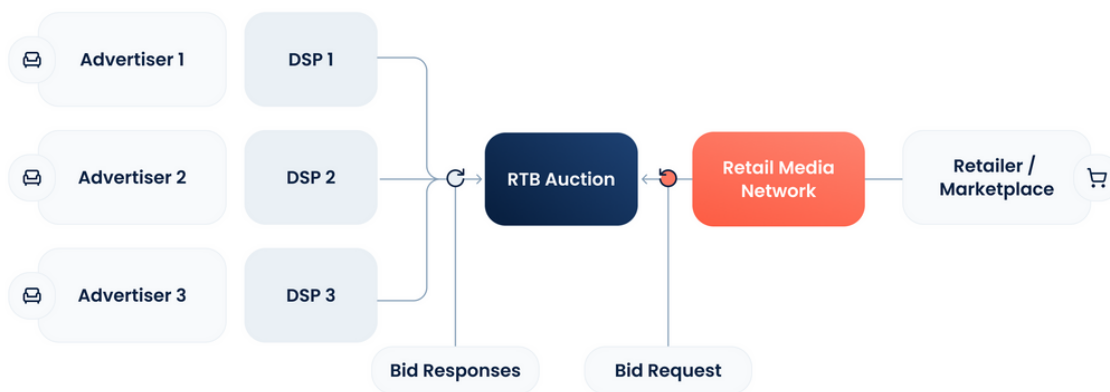 Advertiser 1
DSP 1
Advertiser 2
DSP 2
RTB Auction
Retail Media
Network
Retailer /
Marketplace
Advertiser 3
DSP 3
Bid Responses
Bid Request